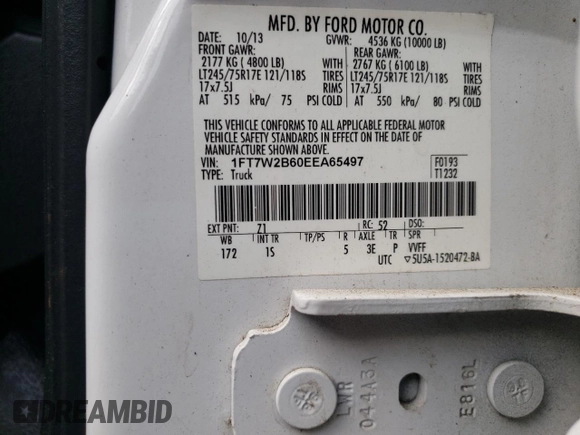 MFD. BY FORD MOTOR CO.
DATE: 10/13 GVWR: 4536 KG (10000 LB)
FRONT GAWR: REAR GAWR:
2177 KG ( 4800 LB) WITH 2767 KG ( 6100 LB) WITH
LT245/75R17E 121/118S TIRES LT245/75R17E 121/118S TIRES
17x7.5J RIMS 17x7.5J RIMS
AT 515 kPa/ 75 PSI COLD AT 550 kPa/ 80 PSI COLD
THIS VEHICLE CONFORMS TO ALL APPLICABLE FEDERAL MOTOR
VEHICLE SAFETY STANDARDS IN EFFECT ON THE DATE OF
MANUFACTURE SHOWN ABOVE.
VIN: 1FT7W2B60EEA65497 F0193
TYPE: Truck T1232
EXT PNT: Z1 RC: 52 DSO:
WB INT TR TP/PS R AXLE TR SPR
172 1S 5 3E P VVFF
UTC ▽5U5A-1520472-BA
LWR
044A3A
E816L
DREAMBID